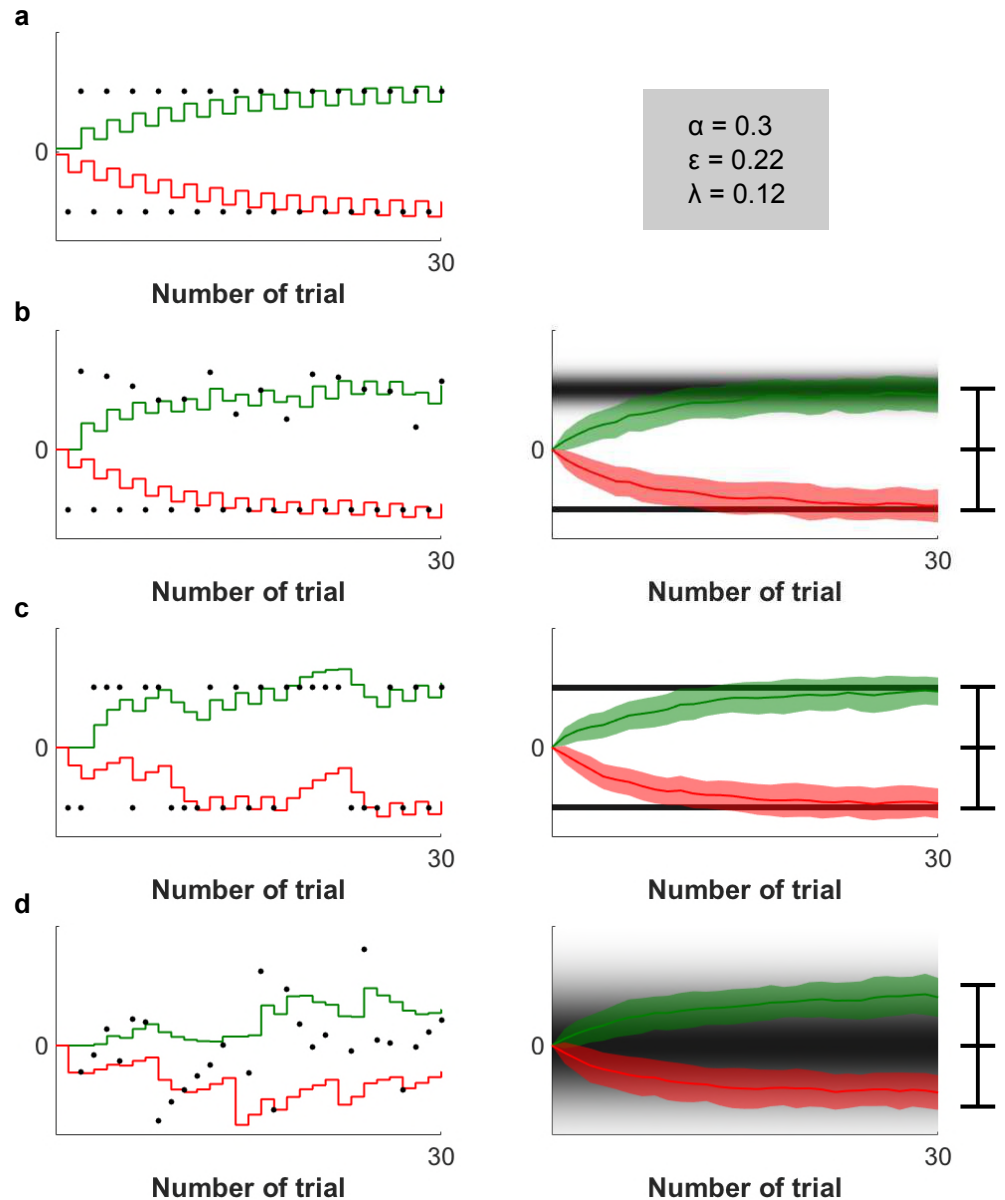 a
0
30
Number of trial
α = 0.3
ε = 0.22
λ = 0.12
b
0
30
Number of trial
0
30
Number of trial
c
0
30
Number of trial
0
30
Number of trial
d
0
30
Number of trial
0
30
Number of trial